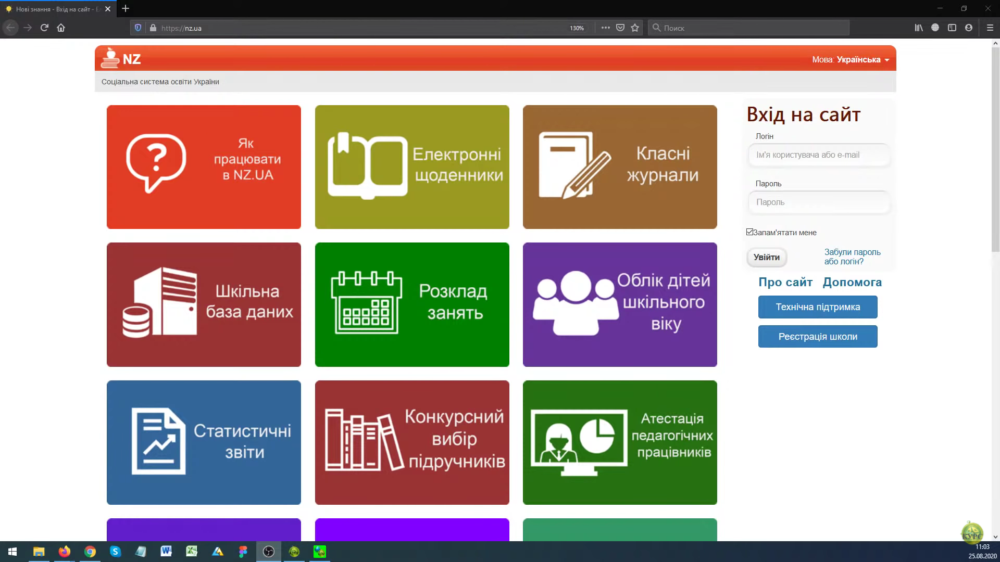 Нові знання - Вхід на сайт - Ел
https://nz.ua
130%
Поиск
NZ
Мова: Українська
Соціальна система освіти України
Як
працювати
в NZ.UA
Електронні
щоденники
Класні
журнали
Вхід на сайт
Логін
Ім'я користувача або e-mail
Пароль
Пароль
Запам'ятати мене
Увійти
Забули пароль
або логін?
Про сайт Допомога
Технічна підтримка
Реєстрація школи
Шкільна
база даних
Розклад
занять
Облік дітей
шкільного
віку
Статистичні
звіти
Конкурсний
вибір
підручників
Атестація
педагогічних
працівників
КУРС
11:03
25.08.2020